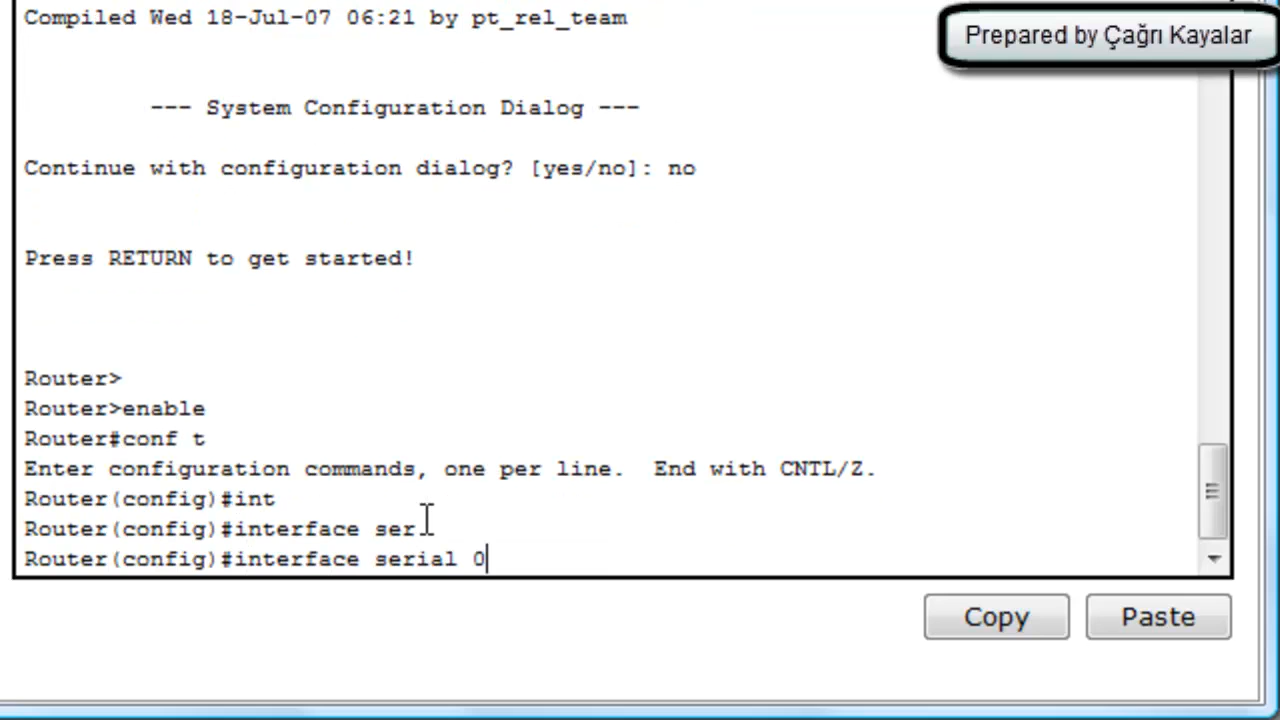 Compiled Wed 18-Jul-07 06:21 by pt_rel_team
Prepared by Çağrı Kayalar
--- System Configuration Dialog ---
Continue with configuration dialog? [yes/no]: no
Press RETURN to get started!
Router>
Router>enable
Router#conf t
Enter configuration commands, one per line.  End with CNTL/Z.
Router(config)#int
Router(config)#interface ser
Router(config)#interface serial 0
Copy
Paste